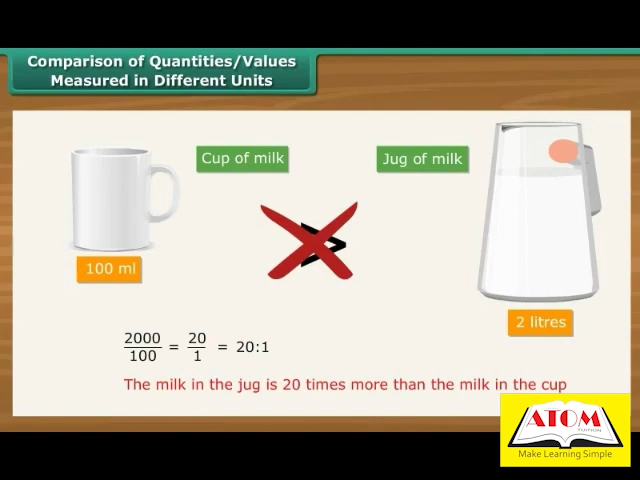 Comparison of Quantities/Values
Measured in Different Units
Cup of milk
Jug of milk
>
100 ml
2 litres
2000/100 = 20/1 = 20:1
The milk in the jug is 20 times more than the milk in the cup
ATOM
TUITION
Make Learning Simple